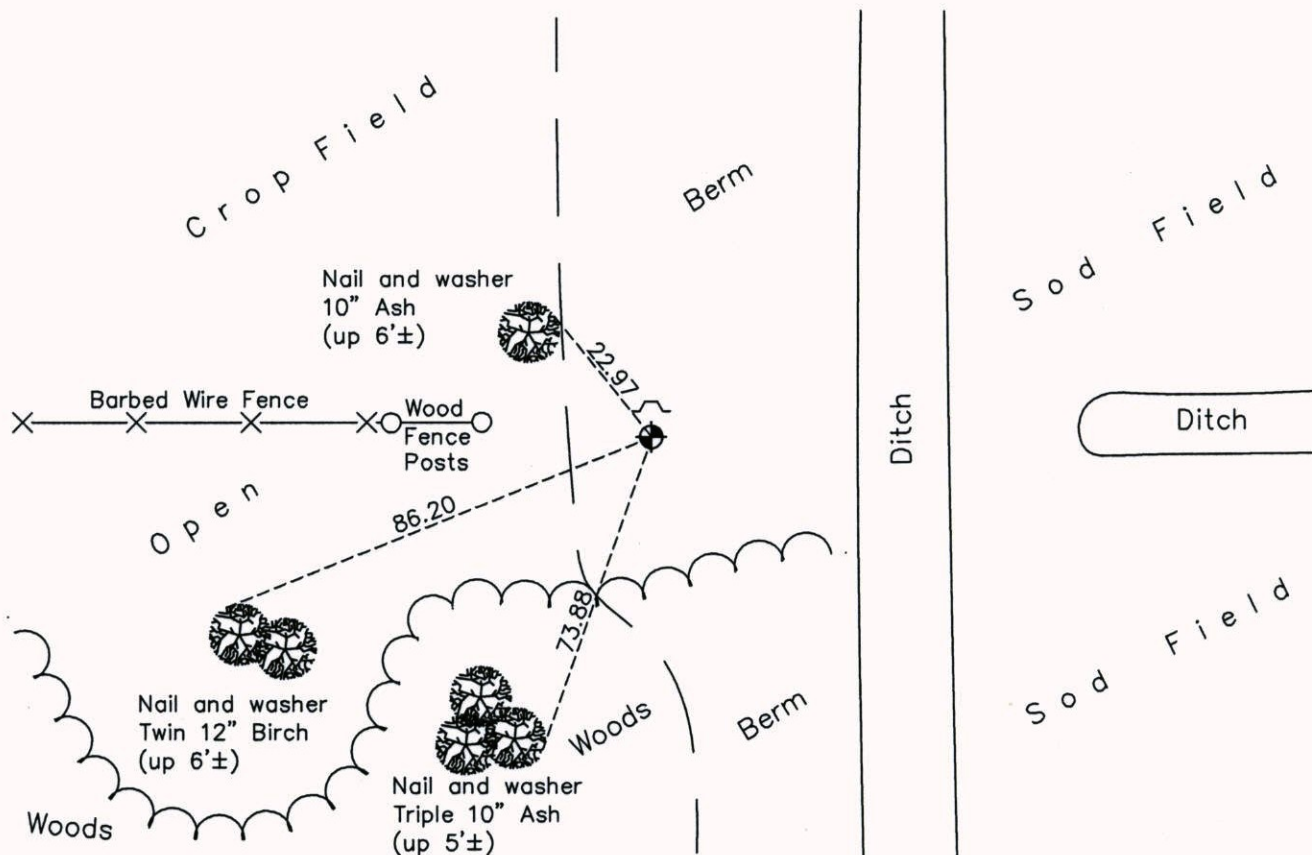 Crop Field
Berm
Sod Field
Nail and washer
10" Ash
(up 6'±)
22.97
Barbed Wire Fence
Wood
Fence
Posts
Ditch
Ditch
Open
86.20
73.88
Sod Field
Nail and washer
Twin 12" Birch
(up 6'±)
Woods
Berm
Nail and washer
Triple 10" Ash
(up 5'±)
Woods